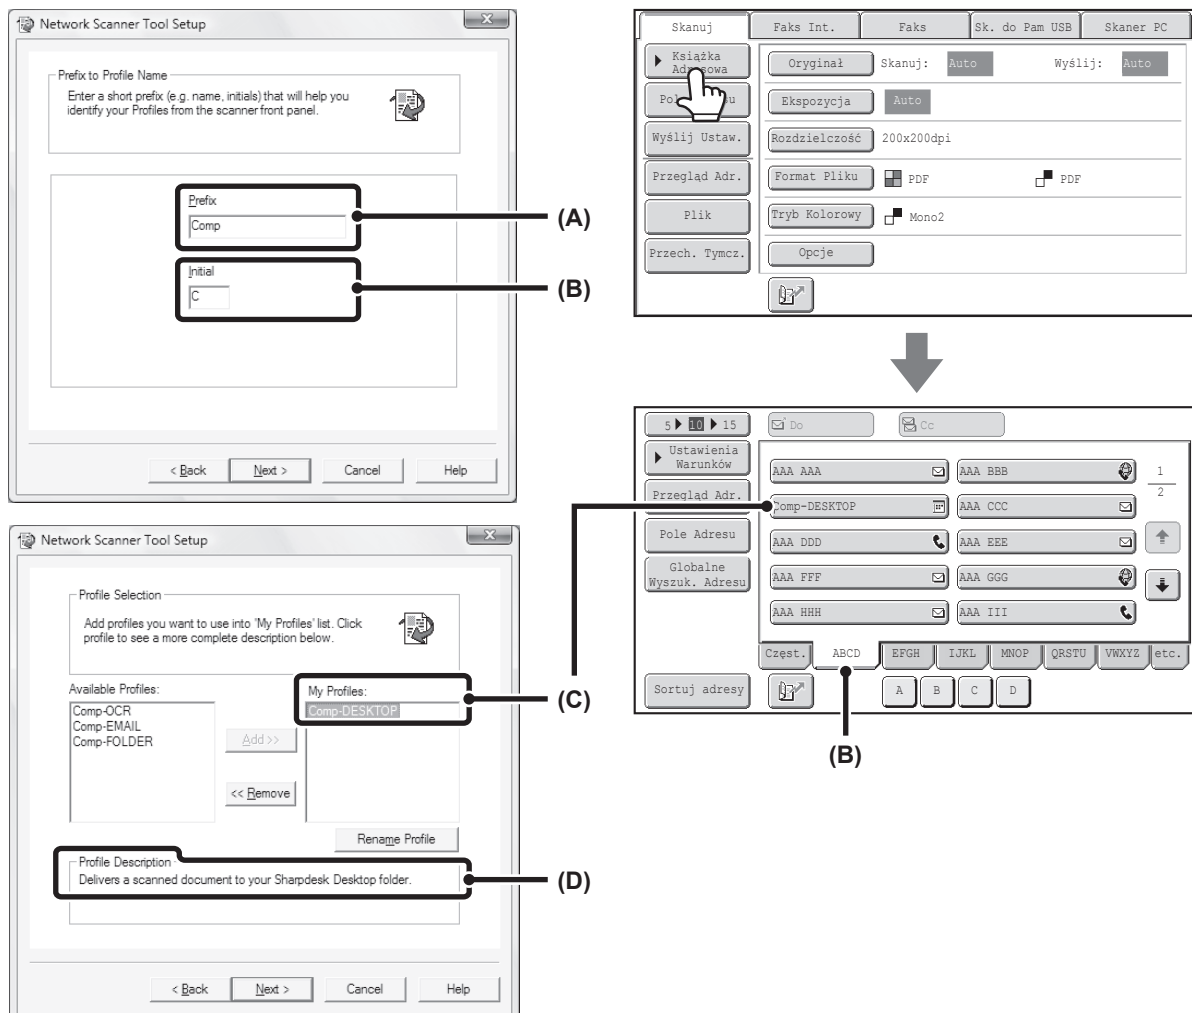 Network Scanner Tool Setup
Prefix to Profile Name
Enter a short prefix (e.g. name, initials) that will help you
identify your Profiles from the scanner front panel.
Prefix
Comp
Initial
C
< Back Next > Cancel Help
(A)
(B)
Network Scanner Tool Setup
Profile Selection
Add profiles you want to use into 'My Profiles' list. Click
profile to see a more complete description below.
Available Profiles:
Comp-OCR
Comp-EMAIL
Comp-FOLDER
Add >>
<< Remove
My Profiles:
Comp-DESKTOP
Rename Profile
Profile Description
Delivers a scanned document to your Sharpdesk Desktop folder.
< Back Next > Cancel Help
(C)
(D)
Skanuj Faks Int. Faks Sk. do Pam USB Skaner PC
Książka
Adresowa
Wyślij Ustaw.
Przegląd Adr.
Plik
Przech. Tymcz.
Oryginał Skanuj: Auto Wyślij: Auto
Ekspozycja Auto
Rozdzielczość 200x200dpi
Format Pliku PDF PDF
Tryb Kolorowy Mono2
Opcje
5 10 15 Do Cc
Ustawienia
Warunków
Przegląd Adr.
Pole Adresu
Globalne
Wyszuk. Adresu
Sortuj adresy
AAA AAA AAA BBB
Comp-DESKTOP AAA CCC
AAA DDD AAA EEE
AAA FFF AAA GGG
AAA HHH AAA III
1
2
Częst. ABCD EFGH IJKL MNOP QRSTU VWXYZ etc.
A B C D
(B)